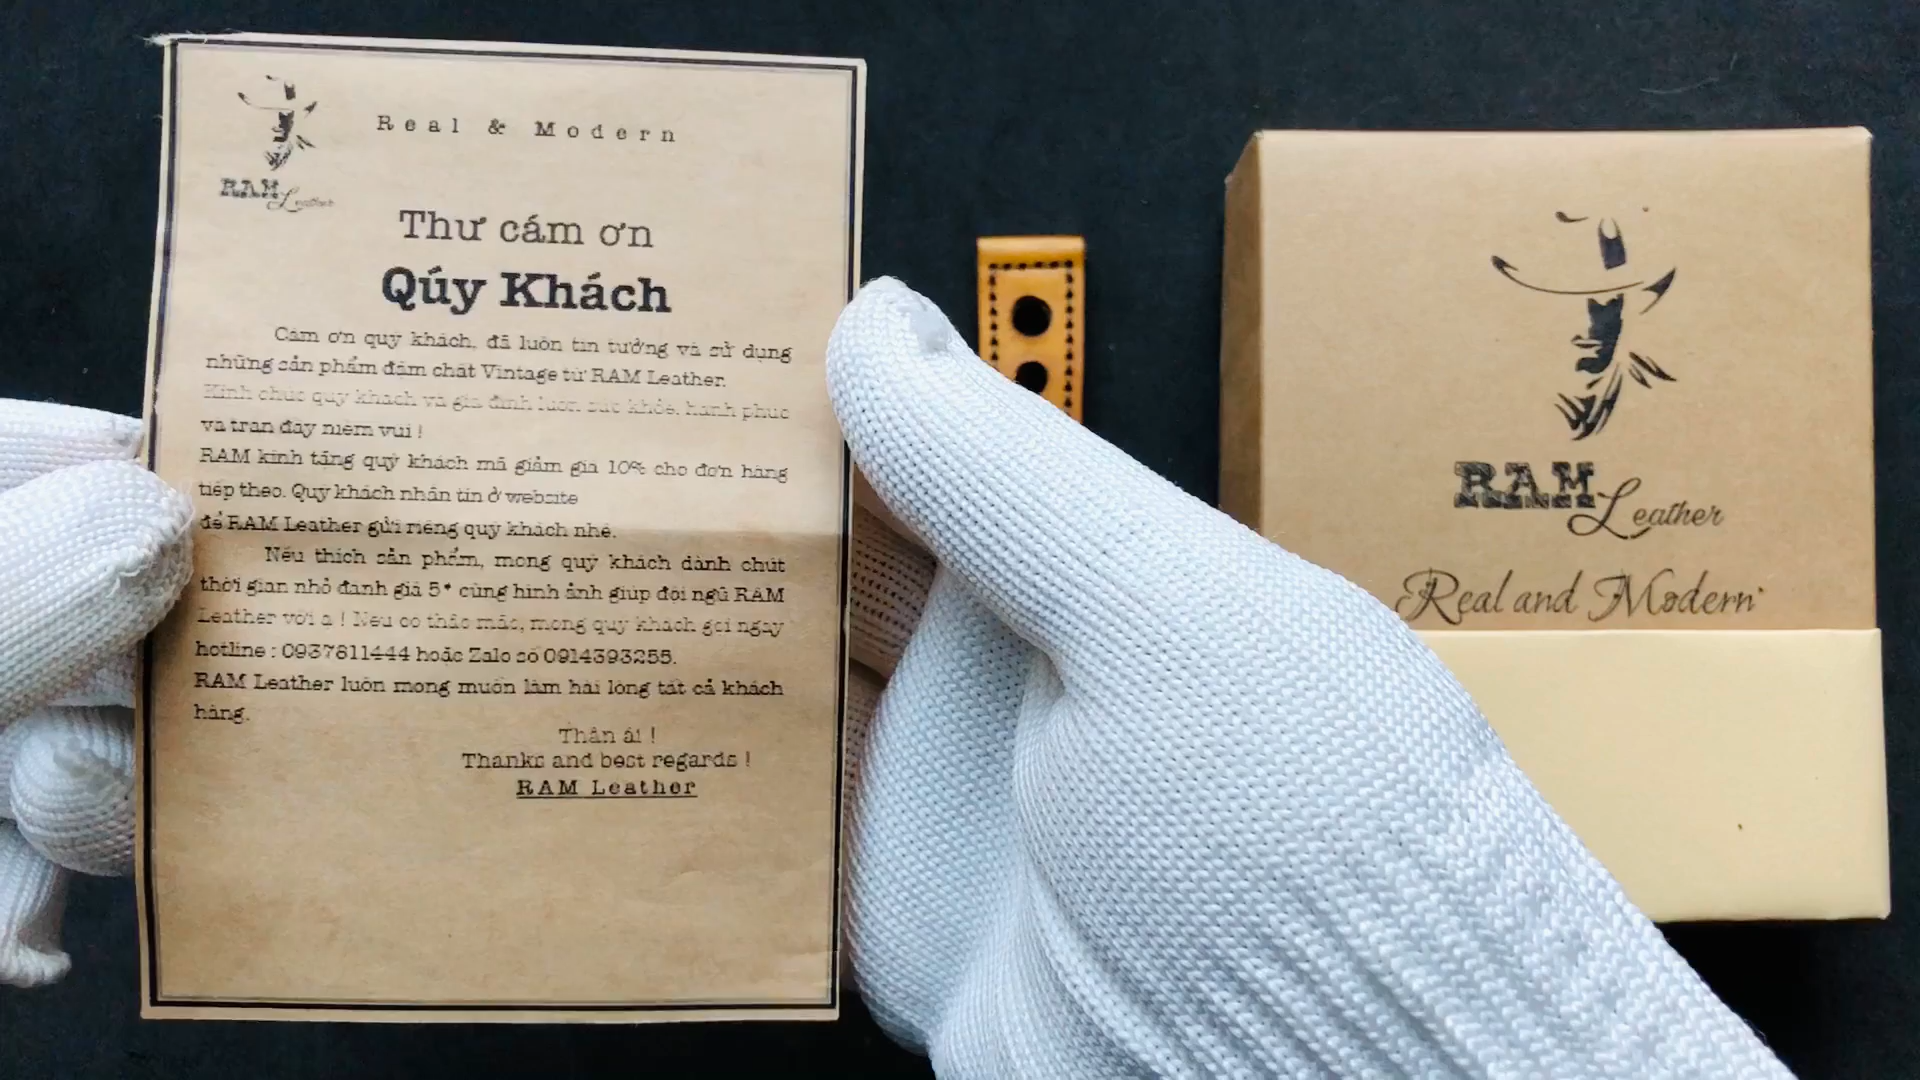 Real & Modern
RAM Leather
Thư cám ơn
Qúy Khách
Cám ơn quý khách, đã luôn tin tưởng và sử dụng
những sản phẩm đậm chất Vintage từ RAM Leather.
Kính chúc quý khách và gia đình luôn sức khỏe, hạnh phúc
và tràn đầy niềm vui !
RAM kính tặng quý khách mã giảm giá 10% cho đơn hàng
tiếp theo. Quý khách nhắn tin ở website
để RAM Leather gửi riêng quý khách nhé.
Nếu thích sản phẩm, mong quý khách dành chút
thời gian nhỏ đánh giá 5* cùng hình ảnh giúp đội ngũ RAM
Leather với ạ ! Nếu có thắc mắc, mong quý khách gọi ngay
hotline : 0937811444 hoặc Zalo số 0914393255.
RAM Leather luôn mong muốn làm hài lòng tất cả khách
hàng.
Thân ái !
Thanks and best regards !
RAM Leather
RAM Leather
Real and Modern